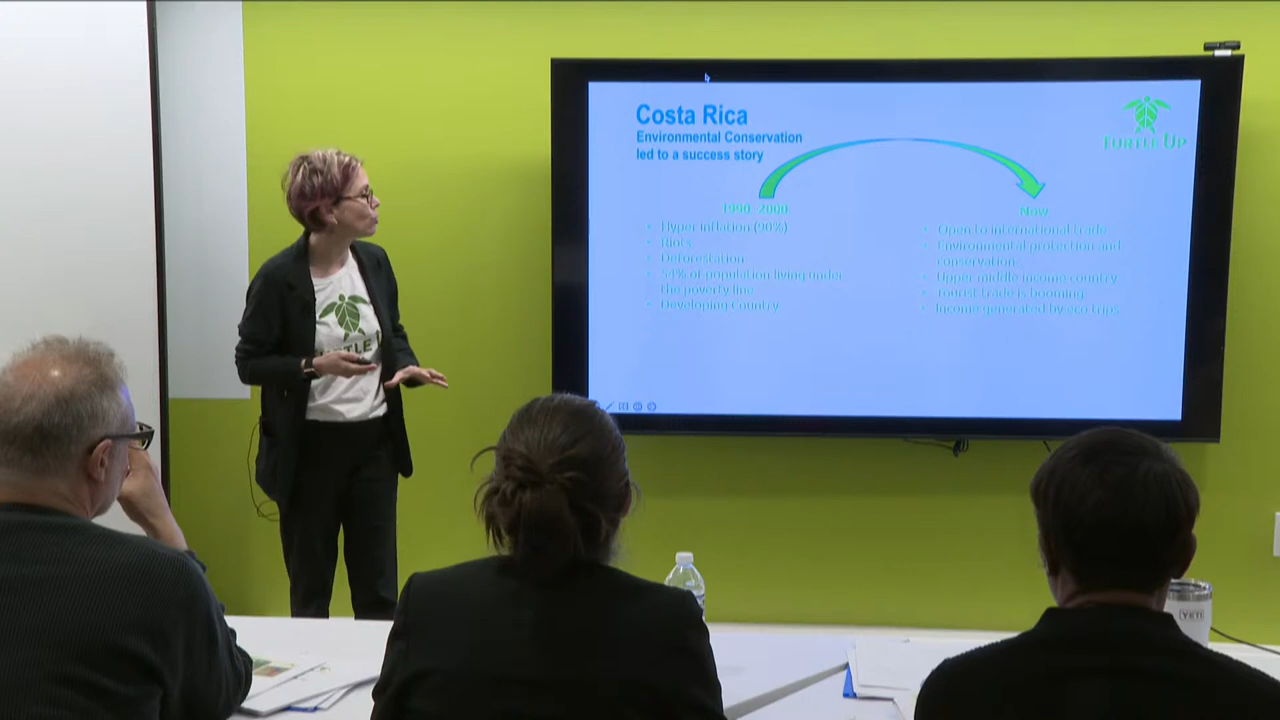 Costa Rica
Environmental Conservation
led to a success story
TURTLE UP
1990-2000
• Hyper inflation (90%)
• Riots
• Deforestation
• 54% of population living under
the poverty line
• Developing Country
Now
• Open to international trade
• Environmental protection and
conservation
• Upper middle income country
• Tourist trade is booming
• Income generated by eco trips
TURTLE
YETI